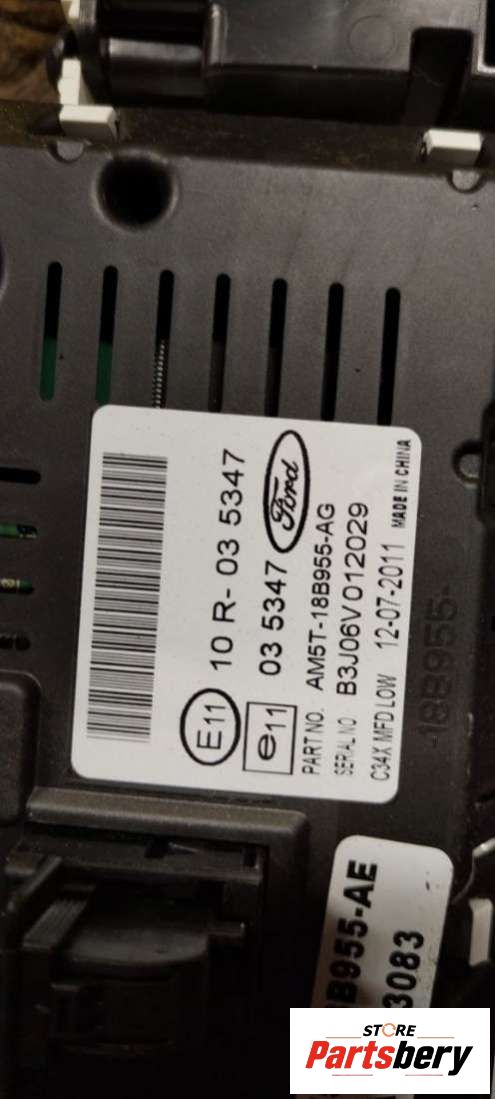 E11 10 R- 03 5347
e11 03 5347 Ford
PART NO. AM5T-18B955-AG
SERIAL NO B3J06V012029
C34X MFD LOW 12-07-2011 MADE IN CHINA
-18B955-
B955-AE
3083
STORE
Partsbery